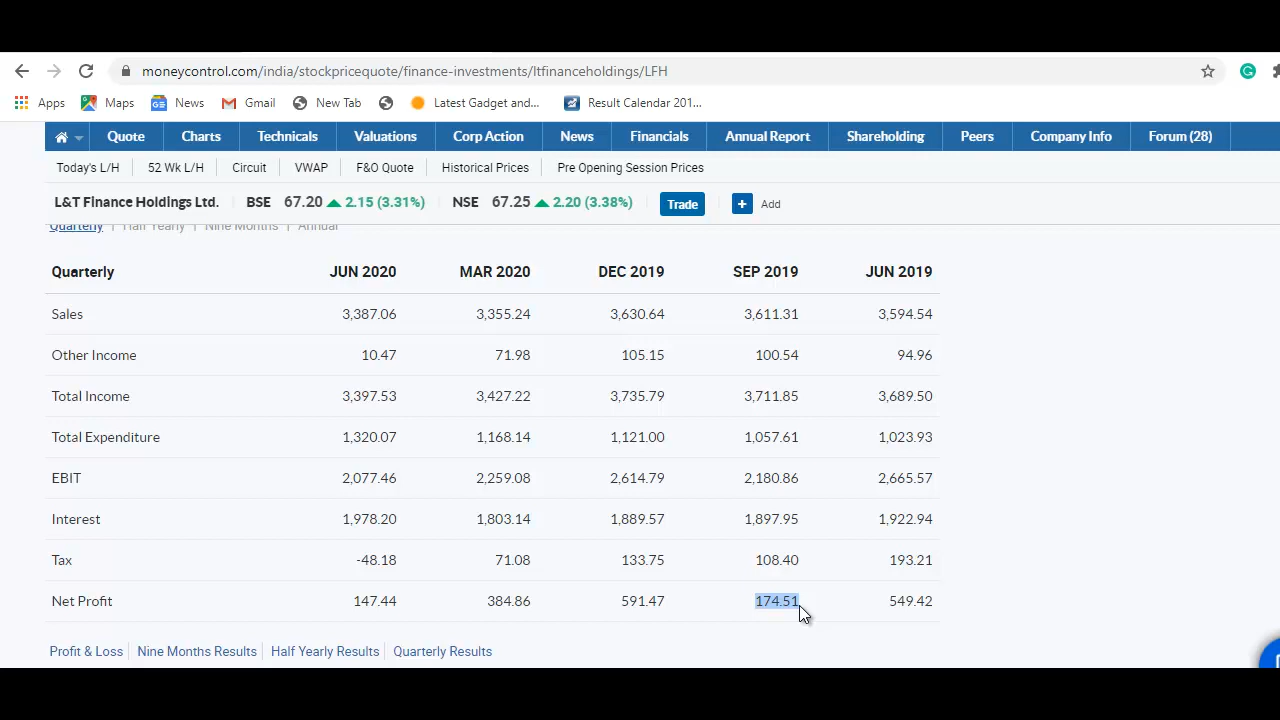 moneycontrol.com/india/stockpricequote/finance-investments/ltfinanceholdings/LFH
Apps Maps News Gmail New Tab Latest Gadget and... Result Calendar 201...
Quote Charts Technicals Valuations Corp Action News Financials Annual Report Shareholding Peers Company Info Forum (28)
Today's L/H 52 Wk L/H Circuit VWAP F&O Quote Historical Prices Pre Opening Session Prices
L&T Finance Holdings Ltd. BSE 67.20 2.15 (3.31%) NSE 67.25 2.20 (3.38%) Trade + Add
Quarterly Half Yearly Nine Months Annual
Quarterly JUN 2020 MAR 2020 DEC 2019 SEP 2019 JUN 2019
Sales 3,387.06 3,355.24 3,630.64 3,611.31 3,594.54
Other Income 10.47 71.98 105.15 100.54 94.96
Total Income 3,397.53 3,427.22 3,735.79 3,711.85 3,689.50
Total Expenditure 1,320.07 1,168.14 1,121.00 1,057.61 1,023.93
EBIT 2,077.46 2,259.08 2,614.79 2,180.86 2,665.57
Interest 1,978.20 1,803.14 1,889.57 1,897.95 1,922.94
Tax -48.18 71.08 133.75 108.40 193.21
Net Profit 147.44 384.86 591.47 174.51 549.42
Profit & Loss Nine Months Results Half Yearly Results Quarterly Results